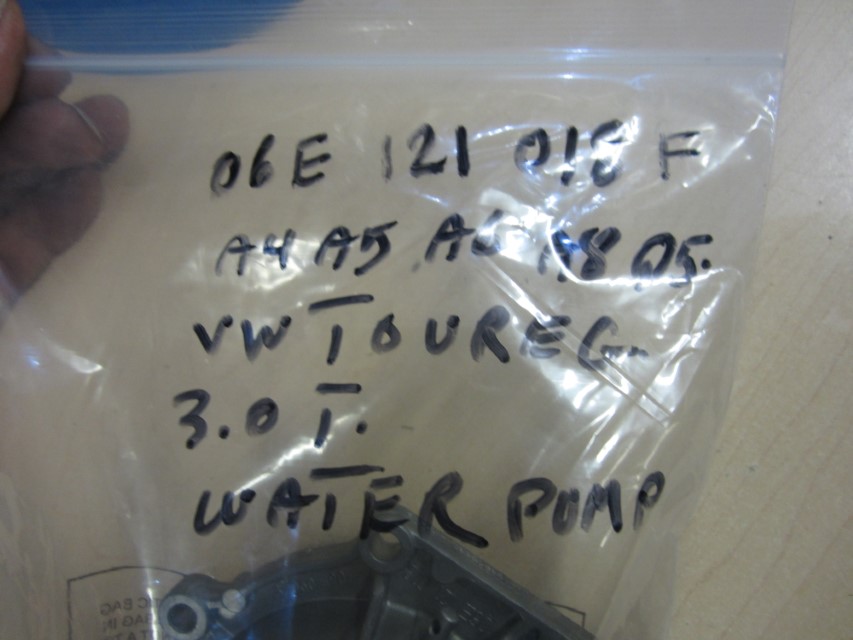 06E 121 018 F
A4 A5 A6 A8 Q5.
VW TOUREG
3.0 T.
WATER PUMP